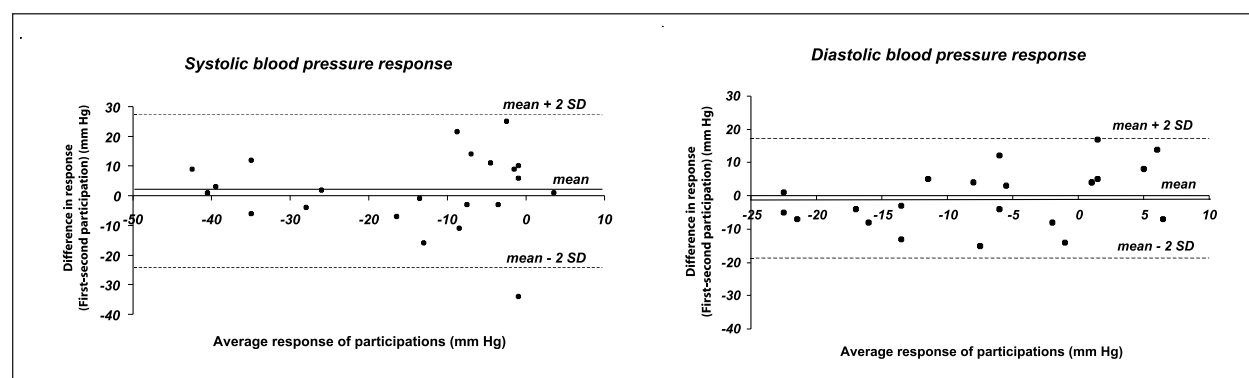 Systolic blood pressure response
Difference in response
(First-second participation) (mm Hg)
30
20
10
0
-10
-20
-30
-40
-50
-40
-30
-20
-10
0
10
mean + 2 SD
mean
mean - 2 SD
Average response of participations (mm Hg)
Diastolic blood pressure response
Difference in response
(First-second participation) (mm Hg)
30
20
10
0
-10
-20
-30
-40
-25
-20
-15
-10
-5
0
5
10
mean + 2 SD
mean
mean - 2 SD
Average response of participations (mm Hg)